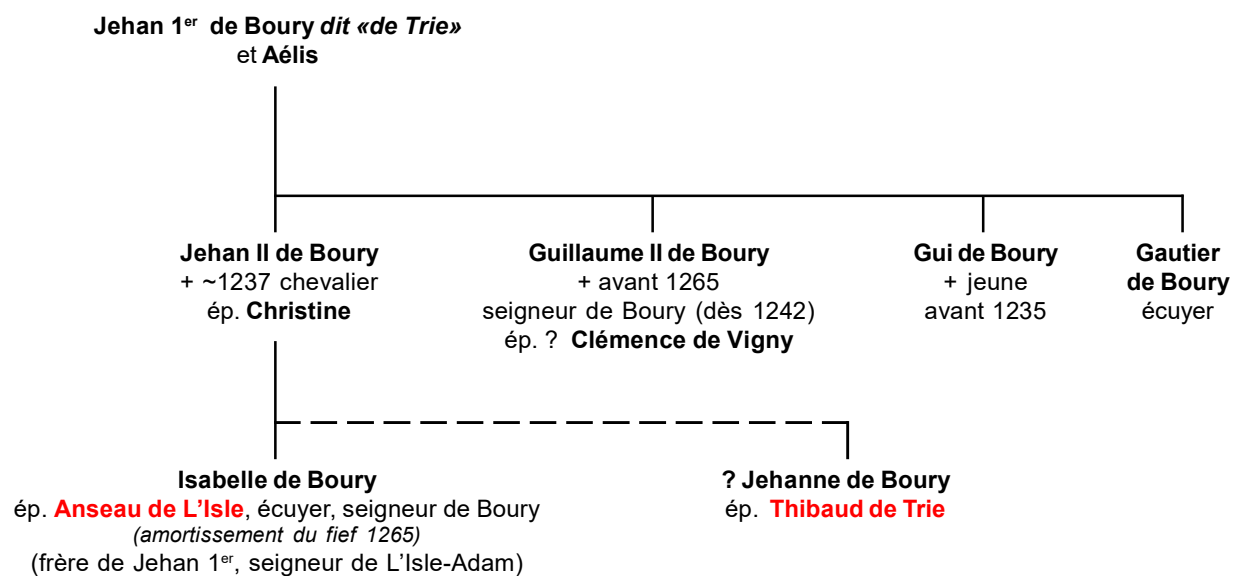 Jehan 1er de Boury dit «de Trie»
et Aélis
Jehan II de Boury
+ ~1237 chevalier
ép. Christine
Guillaume II de Boury
+ avant 1265
seigneur de Boury (dès 1242)
ép. ? Clémence de Vigny
Gui de Boury
+ jeune
avant 1235
Gautier
de Boury
écuyer
Isabelle de Boury
ép. Anseau de L'Isle, écuyer, seigneur de Boury
(amortissement du fief 1265)
(frère de Jehan 1er, seigneur de L'Isle-Adam)
? Jehanne de Boury
ép. Thibaud de Trie